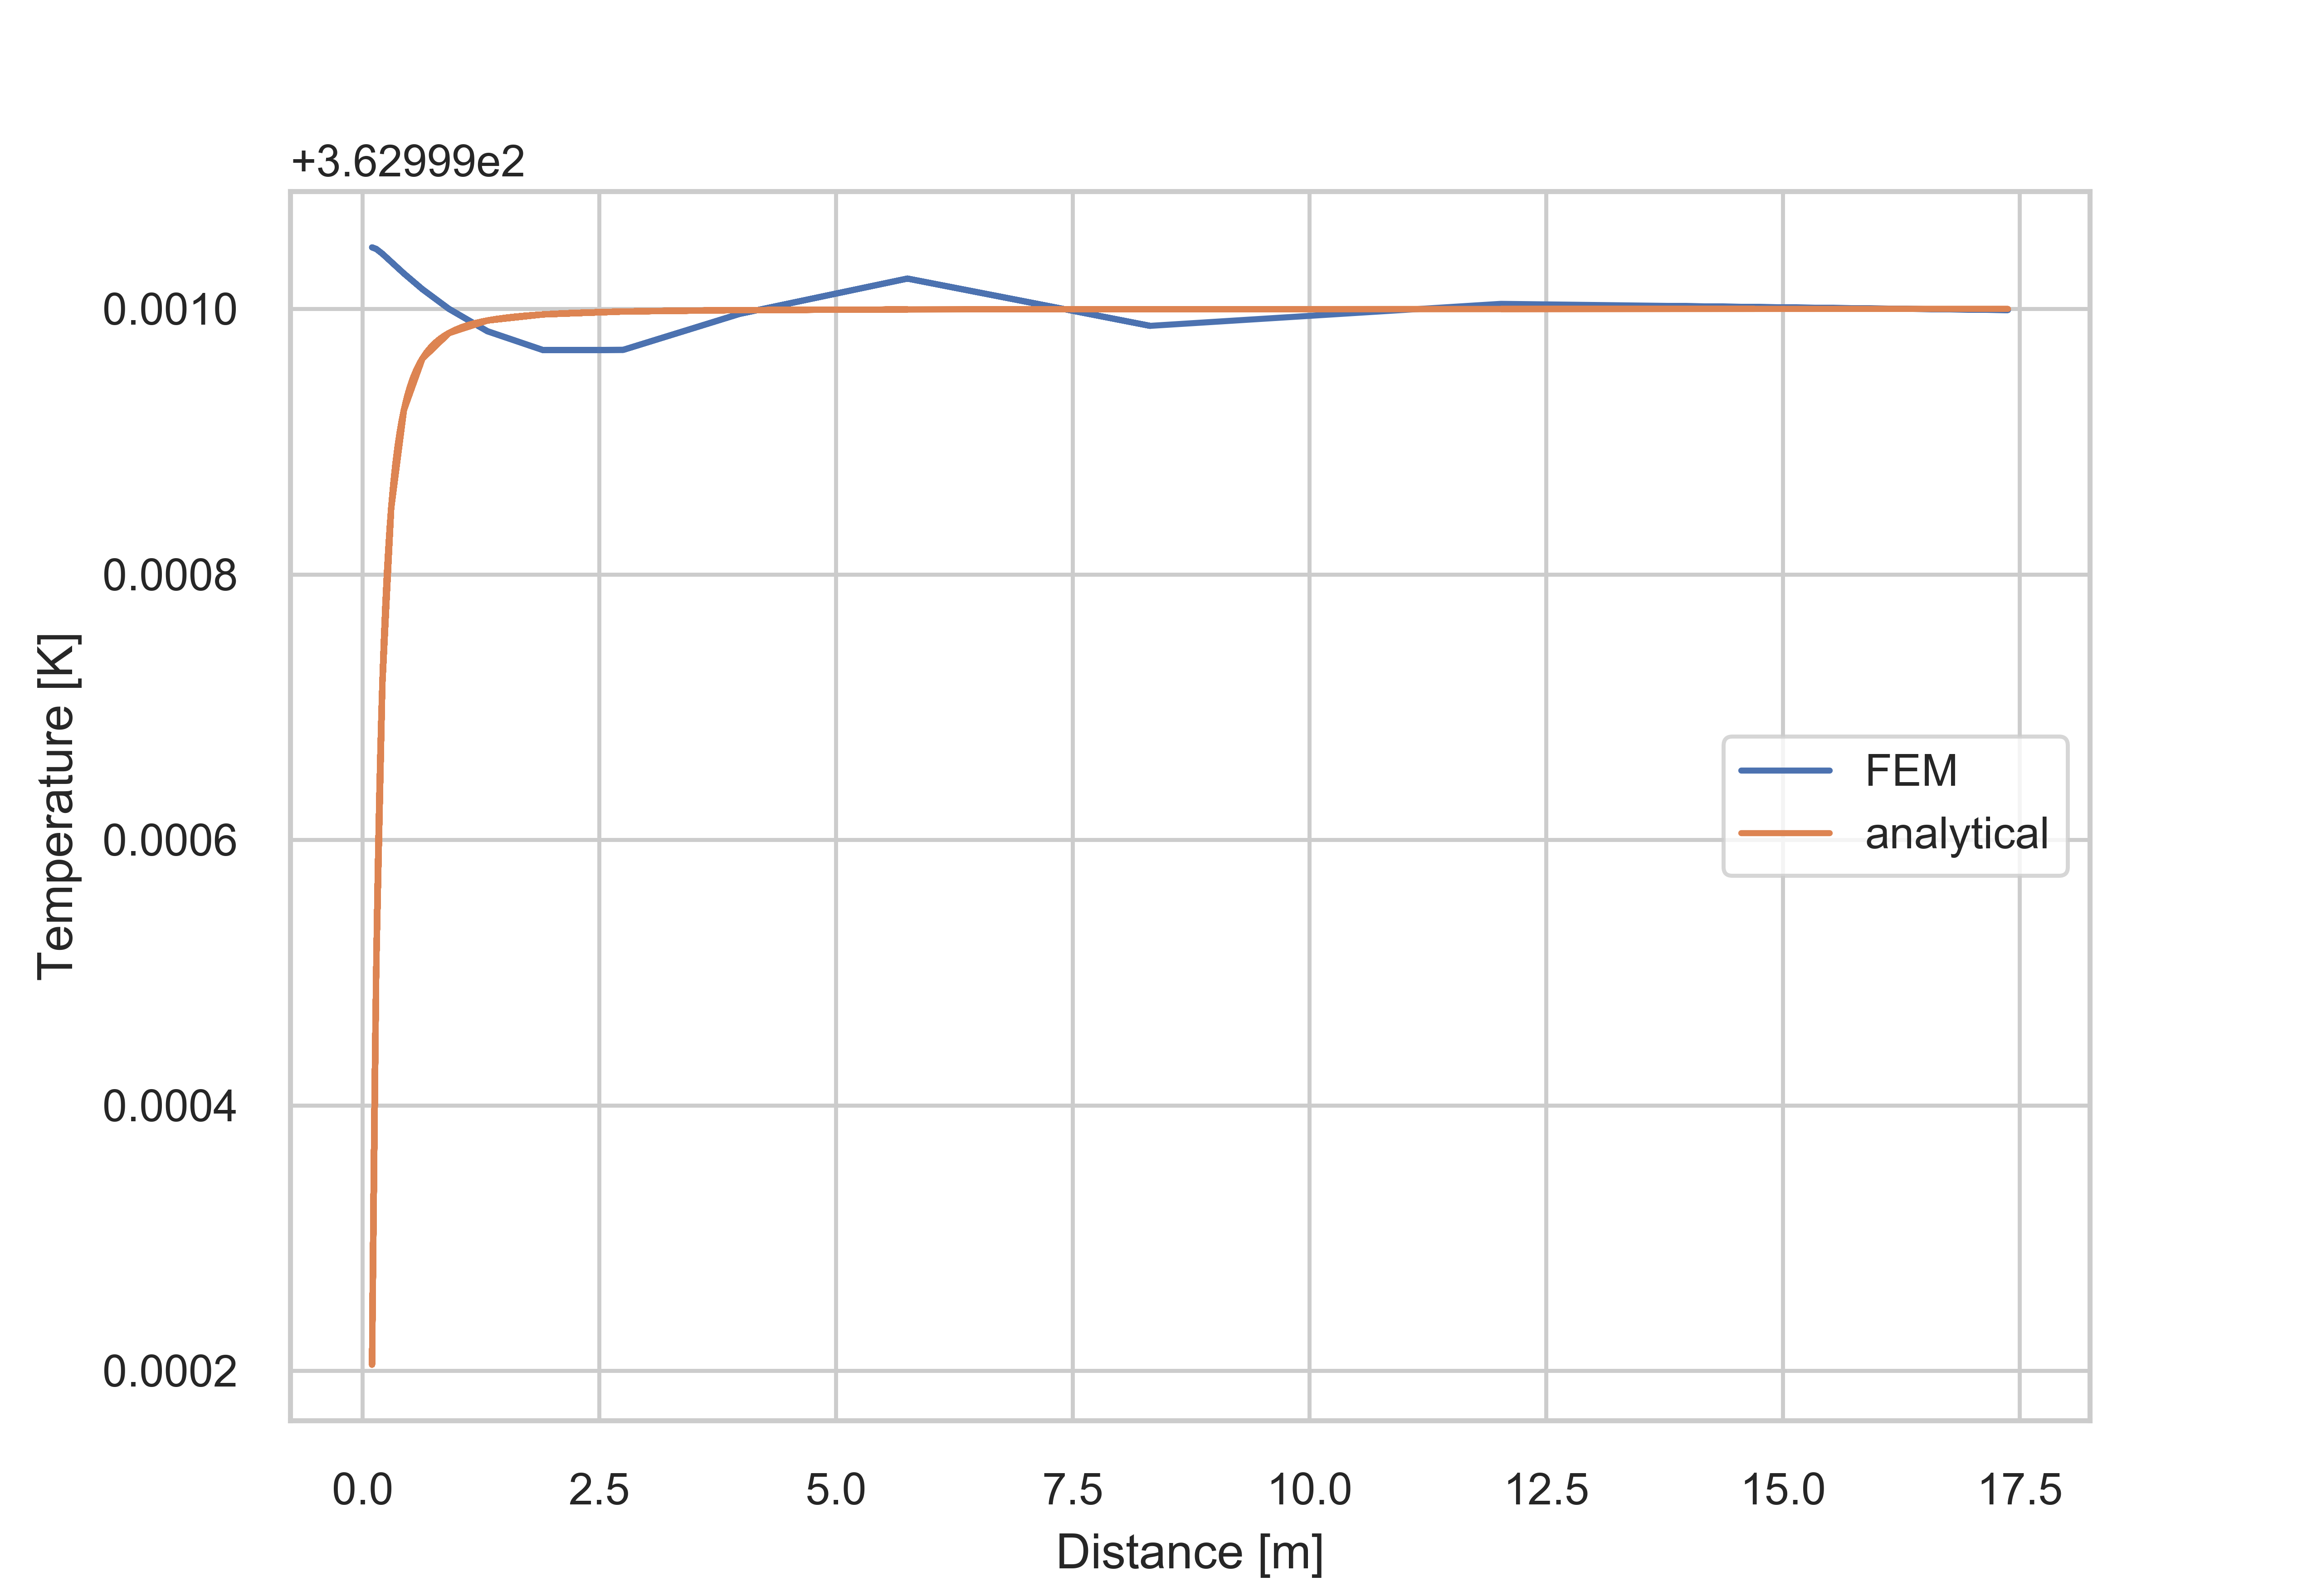 +3.62999e2
0.0010
0.0008
0.0006
0.0004
0.0002
Temperature [K]
FEM
analytical
0.0 2.5 5.0 7.5 10.0 12.5 15.0 17.5
Distance [m]